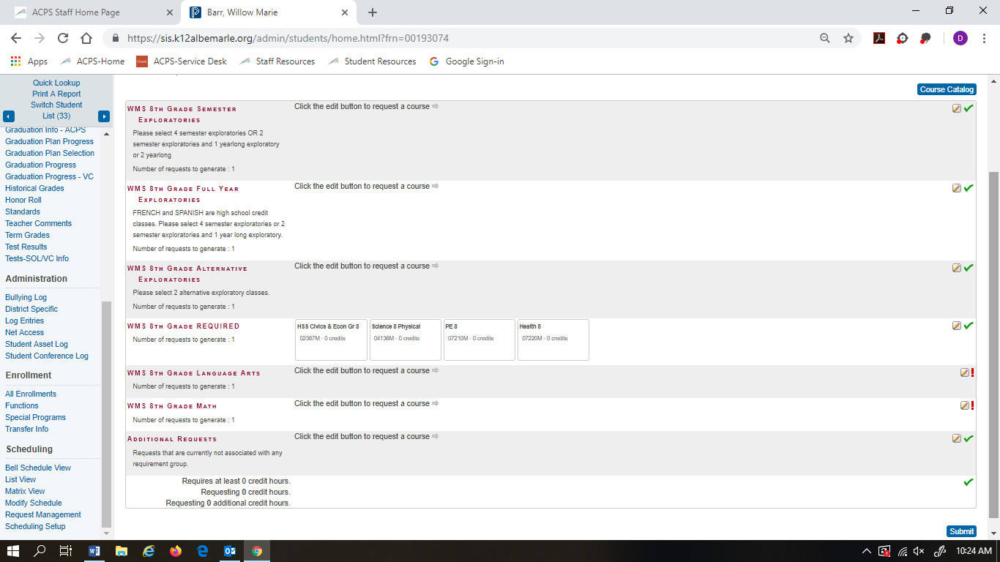 ACPS Staff Home Page
Barr, Willow Marie
https://sis.k12albemarle.org/admin/students/home.html?frn=00193074
D
Apps
ACPS-Home
ACPS-Service Desk
Staff Resources
Student Resources
Google Sign-in
Quick Lookup
Print A Report
Switch Student
List (33)
Graduation Info - ACPS
Graduation Plan Progress
Graduation Plan Selection
Graduation Progress
Graduation Progress - VC
Historical Grades
Honor Roll
Standards
Teacher Comments
Term Grades
Test Results
Tests-SOL/VC Info
Administration
Bullying Log
District Specific
Log Entries
Net Access
Student Asset Log
Student Conference Log
Enrollment
All Enrollments
Functions
Special Programs
Transfer Info
Scheduling
Bell Schedule View
List View
Matrix View
Modify Schedule
Request Management
Scheduling Setup
Course Catalog
WMS 8th Grade Semester
Exploratories
Please select 4 semester exploratories OR 2
semester exploratories and 1 yearlong exploratory
or 2 yearlong
Number of requests to generate : 1
Click the edit button to request a course
WMS 8th Grade Full Year
Exploratories
FRENCH and SPANISH are high school credit
classes. Please select 4 semester exploratories or 2
semester exploratories and 1 year long exploratory.
Number of requests to generate : 1
Click the edit button to request a course
WMS 8th Grade Alternative
Exploratories
Please select 2 alternative exploratory classes.
Number of requests to generate : 1
Click the edit button to request a course
WMS 8th Grade REQUIRED
Number of requests to generate : 1
HSS Civics & Econ Gr 8
02367M - 0 credits
Science 8 Physical
04136M - 0 credits
PE 8
07210M - 0 credits
Health 8
07220M - 0 credits
WMS 8th Grade Language Arts
Number of requests to generate : 1
Click the edit button to request a course
WMS 8th Grade Math
Number of requests to generate : 1
Click the edit button to request a course
Additional Requests
Requests that are currently not associated with any
requirement group.
Click the edit button to request a course
Requires at least 0 credit hours.
Requesting 0 credit hours.
Requesting 0 additional credit hours.
Submit
10:24 AM